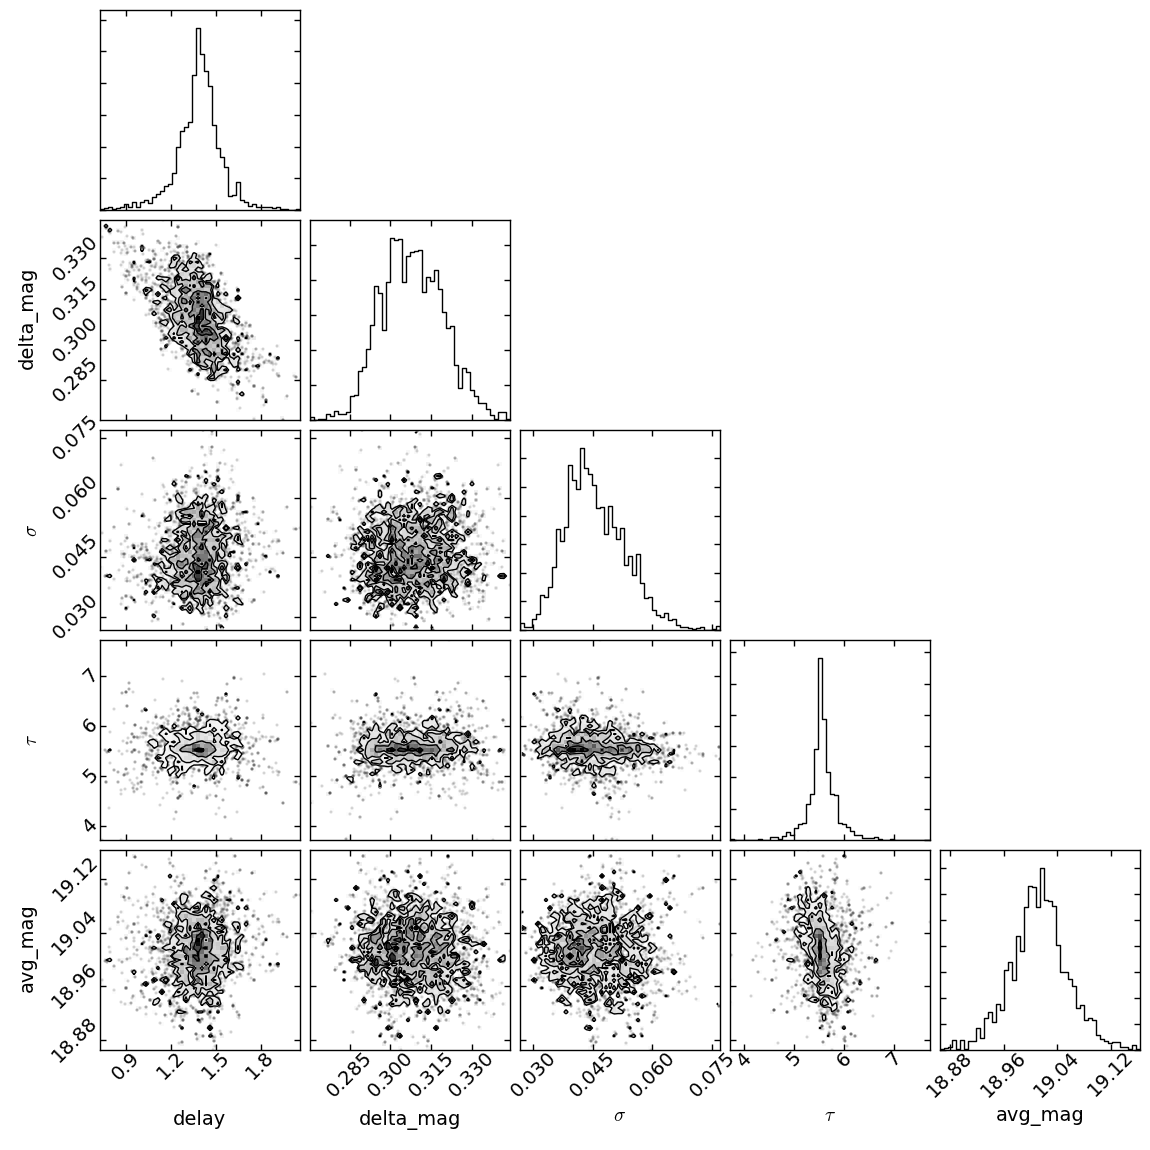 0.330
0.315
0.300
0.285
delta_mag
0.075
0.060
0.045
0.030
σ
7
6
5
4
τ
19.12
19.04
18.96
18.88
avg_mag
0.9 1.2 1.5 1.8
0.285 0.300 0.315 0.330
0.030 0.045 0.060 0.075
4 5 6 7
18.88 18.96 19.04 19.12
delay delta_mag σ τ avg_mag